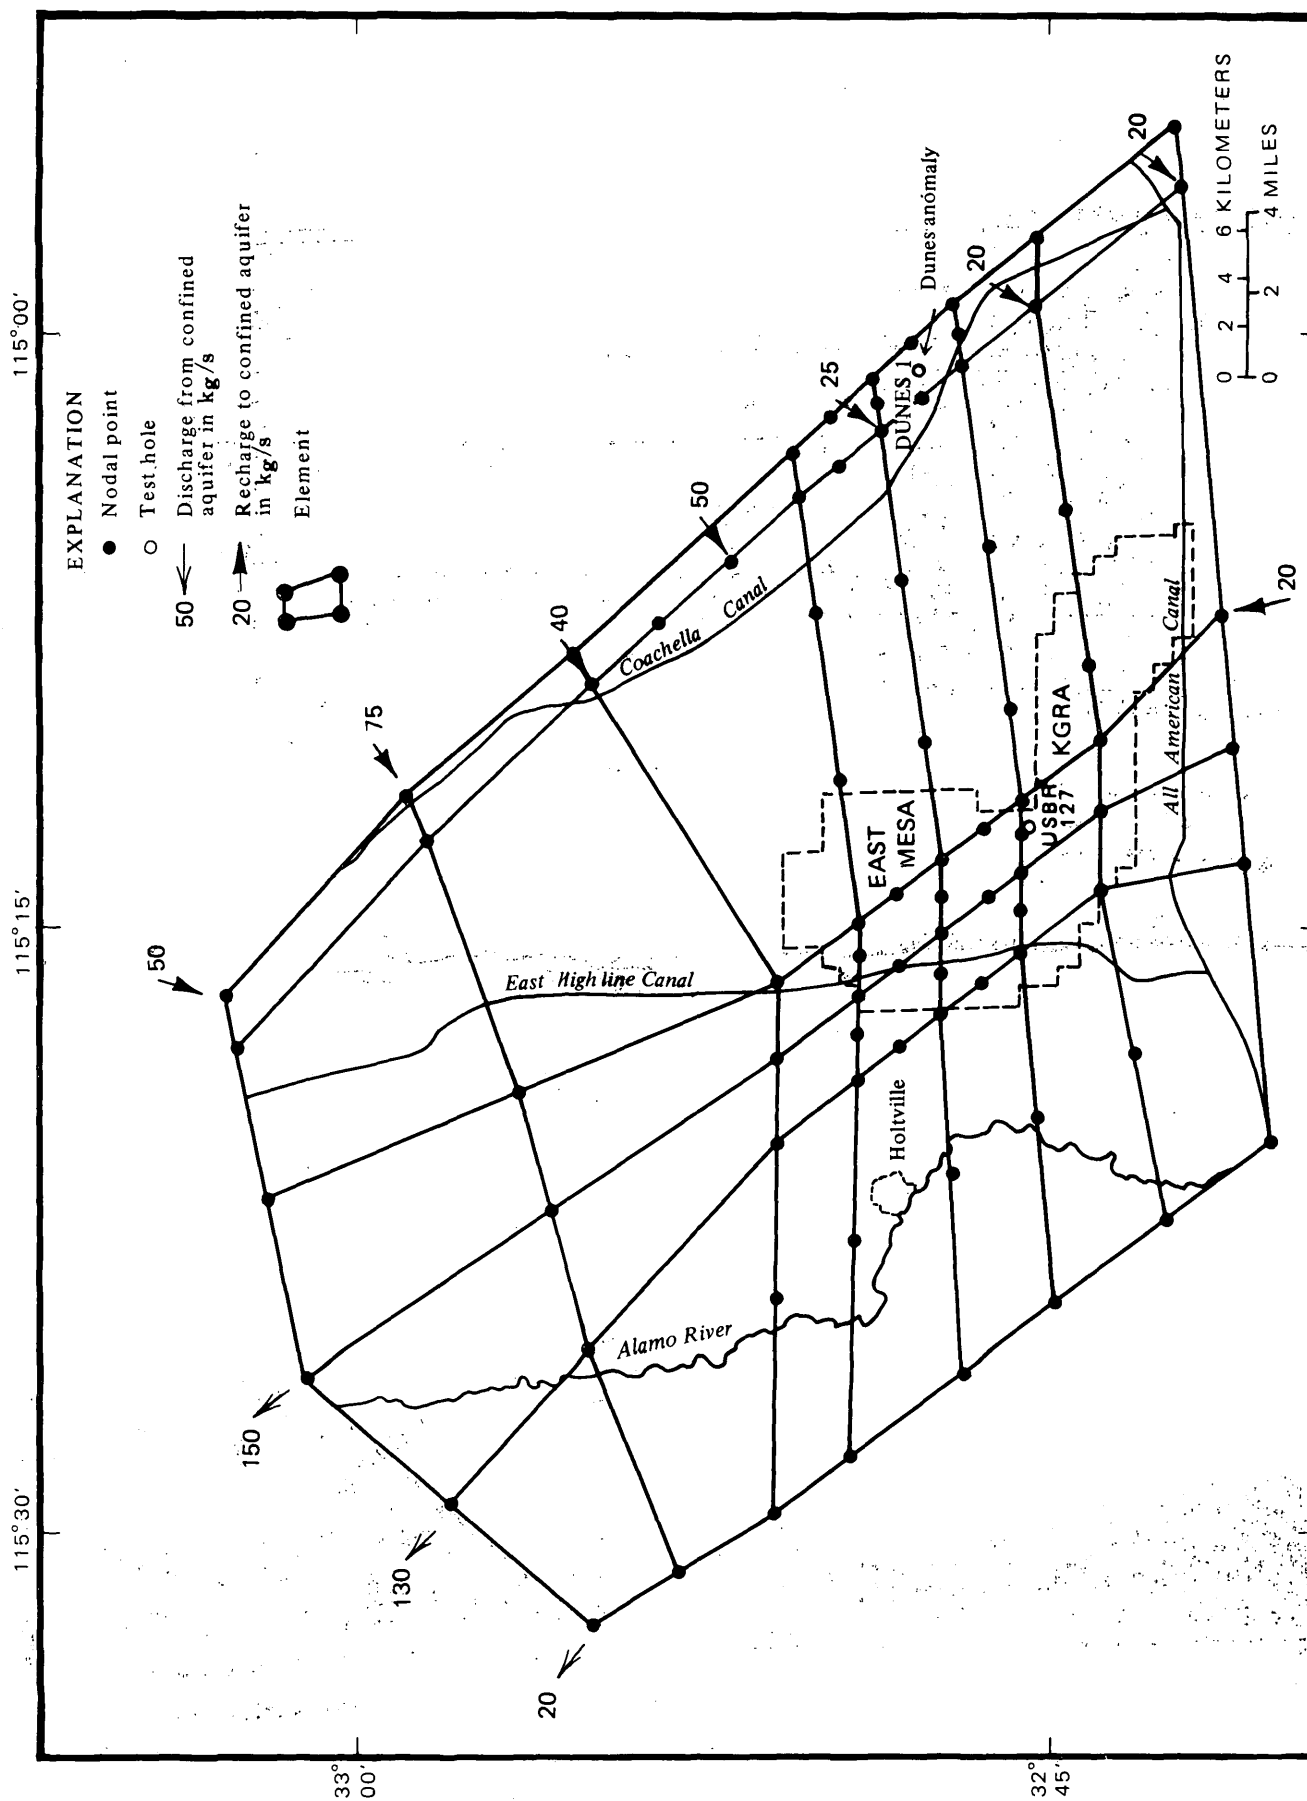 EXPLANATION
Nodal point
Test hole
50
Discharge from confined
aquifer in kg/s
20
Recharge to confined aquifer
in kg/s
Element
115°30'
115°15'
115°00'
33°
00'
32°
45'
50
75
40
50
25
20
20
20
150
130
20
East Highline Canal
Coachella Canal
Alamo River
Holtville
EAST
MESA
KGRA
USBR
127
DUNES 1
Dunes anomaly
All American Canal
0 2 4 6 KILOMETERS
0 2 4 MILES